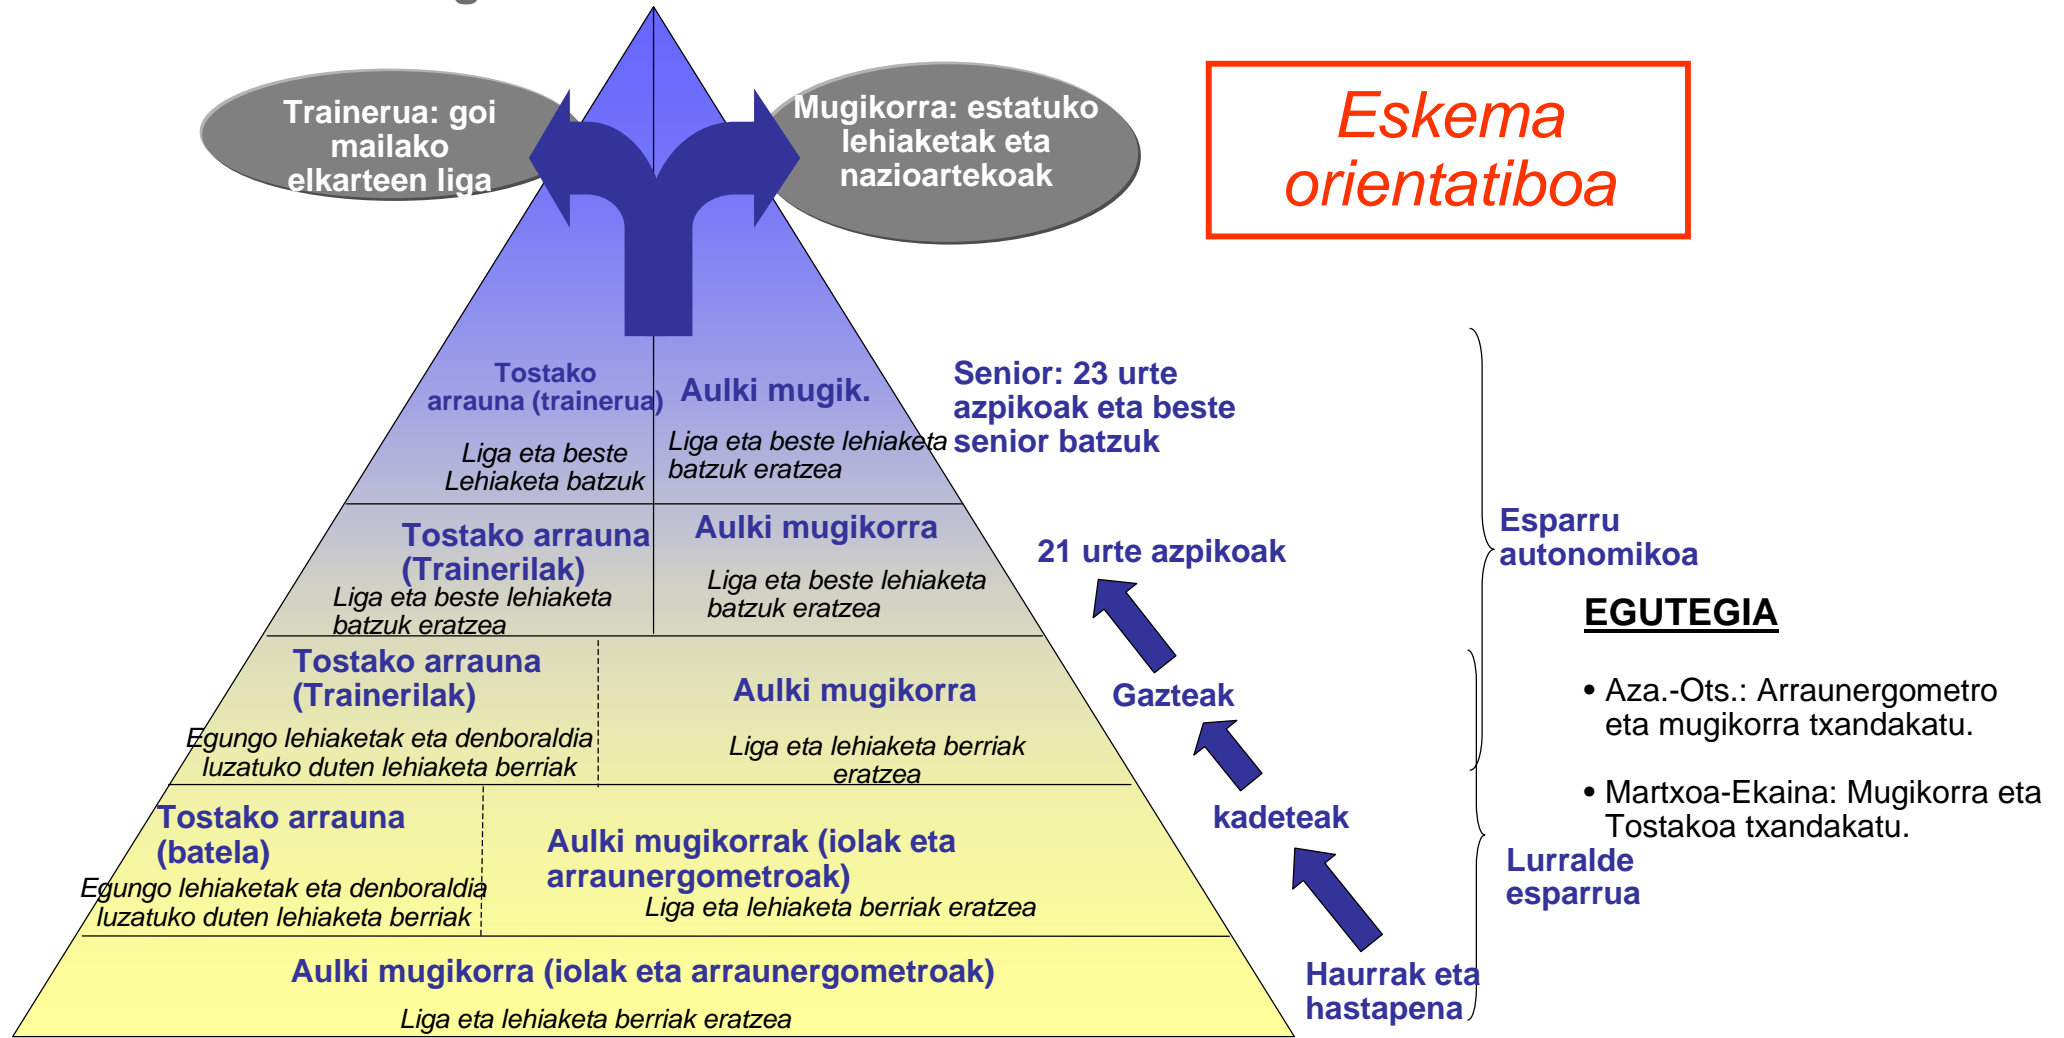 Trainerua: goi
mailako
elkarteen liga
Mugikorra: estatuko
lehiaketak eta
nazioartekoak
Eskema
orientatiboa
Tostako
arrauna (trainerua)
Liga eta beste
Lehiaketa batzuk
Aulki mugik.
Liga eta beste lehiaketa
batzuk eratzea
Senior: 23 urte
azpikoak eta beste
senior batzuk
Tostako arrauna
(Trainerilak)
Liga eta beste lehiaketa
batzuk eratzea
Aulki mugikorra
Liga eta beste lehiaketa
batzuk eratzea
21 urte azpikoak
Esparru
autonomikoa
Tostako arrauna
(Trainerilak)
Egungo lehiaketak eta denboraldia
luzatuko duten lehiaketa berriak
Aulki mugikorra
Liga eta lehiaketa berriak
eratzea
Gazteak
EGUTEGIA
• Aza.-Ots.: Arraunergometro
eta mugikorra txandakatu.
• Martxoa-Ekaina: Mugikorra eta
Tostakoa txandakatu.
Tostako arrauna
(batela)
Egungo lehiaketak eta denboraldia
luzatuko duten lehiaketa berriak
Aulki mugikorrak (iolak eta
arraunergometroak)
Liga eta lehiaketa berriak eratzea
kadeteak
Lurralde
esparrua
Aulki mugikorra (iolak eta arraunergometroak)
Liga eta lehiaketa berriak eratzea
Haurrak eta
hastapena